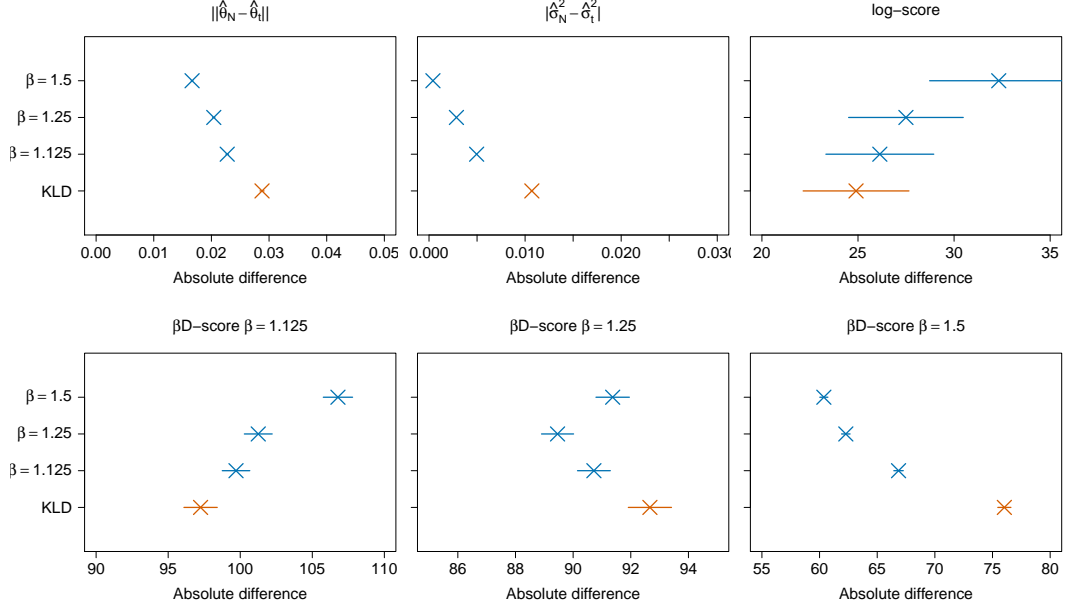 ||θ̂_N − θ̂_t||
|σ̂²_N − σ̂²_t|
log−score
β = 1.5
β = 1.25
β = 1.125
KLD
0.00 0.01 0.02 0.03 0.04 0.05
0.000 0.010 0.020 0.030
20 25 30 35
Absolute difference
Absolute difference
Absolute difference
βD−score β = 1.125
βD−score β = 1.25
βD−score β = 1.5
β = 1.5
β = 1.25
β = 1.125
KLD
90 95 100 105 110
86 88 90 92 94
55 60 65 70 75 80
Absolute difference
Absolute difference
Absolute difference